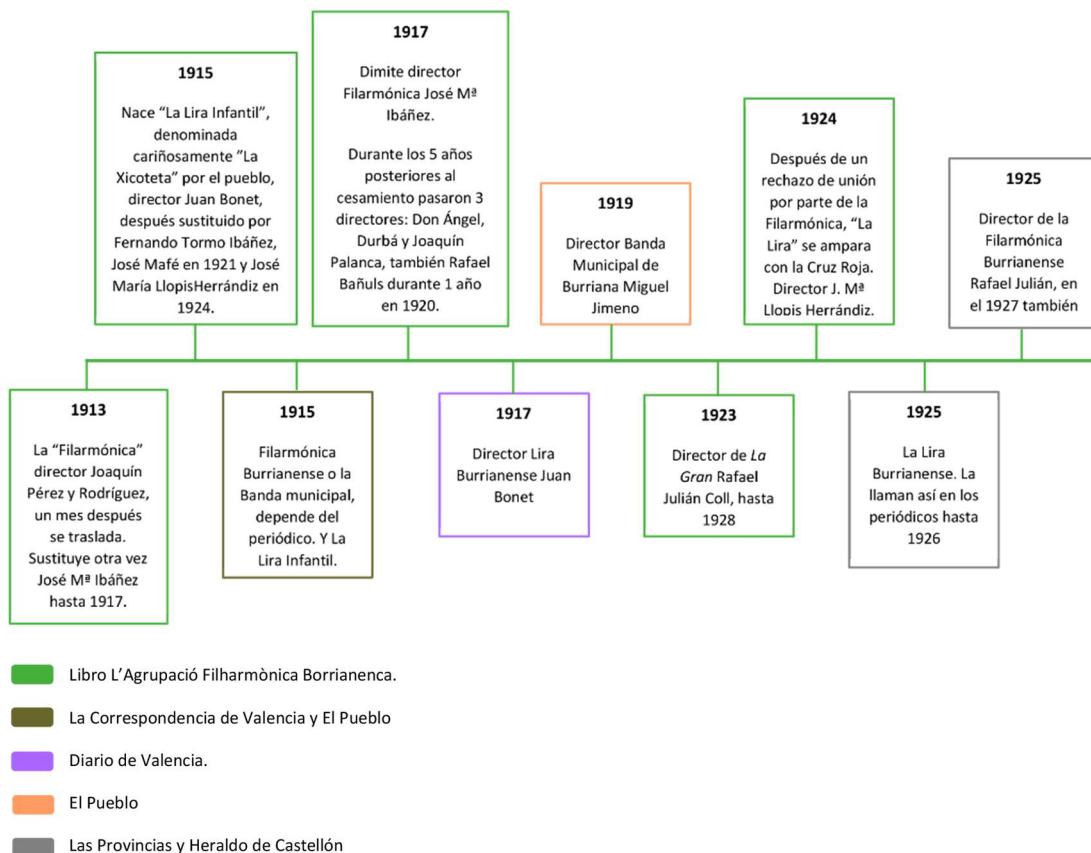 1915
Nace “La Lira Infantil”,
denominada
cariñosamente ”La
Xicoteta” por el pueblo,
director Juan Bonet,
después sustituido por
Fernando Tormo Ibáñez,
José Mafé en 1921 y José
María LlopisHerrándiz en
1924.
1917
Dimite director
Filarmónica José Mª
Ibáñez.
Durante los 5 años
posteriores al
cesamiento pasaron 3
directores: Don Ángel,
Durbá y Joaquín
Palanca, también Rafael
Bañuls durante 1 año
en 1920.
1919
Director Banda
Municipal de
Burriana Miguel
Jimeno
1924
Después de un
rechazo de unión
por parte de la
Filarmónica, “La
Lira” se ampara
con la Cruz Roja.
Director J. Mª
Llopis Herrándiz.
1925
Director de la
Filarmónica
Burrianense
Rafael Julián, en
el 1927 también
1913
La “Filarmónica”
director Joaquín
Pérez y Rodríguez,
un mes después
se traslada.
Sustituye otra vez
José Mª Ibáñez
hasta 1917.
1915
Filarmónica
Burrianense o la
Banda municipal,
depende del
periódico. Y La
Lira Infantil.
1917
Director Lira
Burrianense Juan
Bonet
1923
Director de La
Gran Rafael
Julián Coll, hasta
1928
1925
La Lira
Burrianense. La
llaman así en los
periódicos hasta
1926
Libro L’Agrupació Filharmònica Borrianenca.
La Correspondencia de Valencia y El Pueblo
Diario de Valencia.
El Pueblo
Las Provincias y Heraldo de Castellón